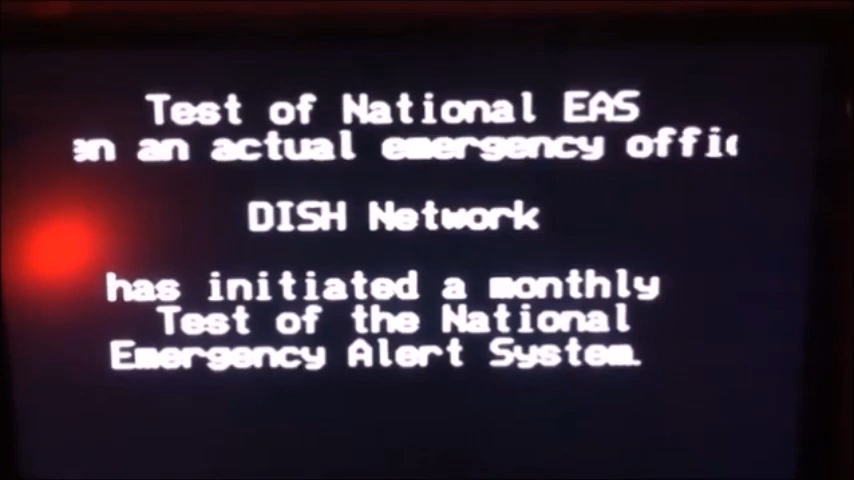 Test of National EAS
an actual emergency
DISH Network
has initiated a monthly
Test of the National
Emergency Alert System.